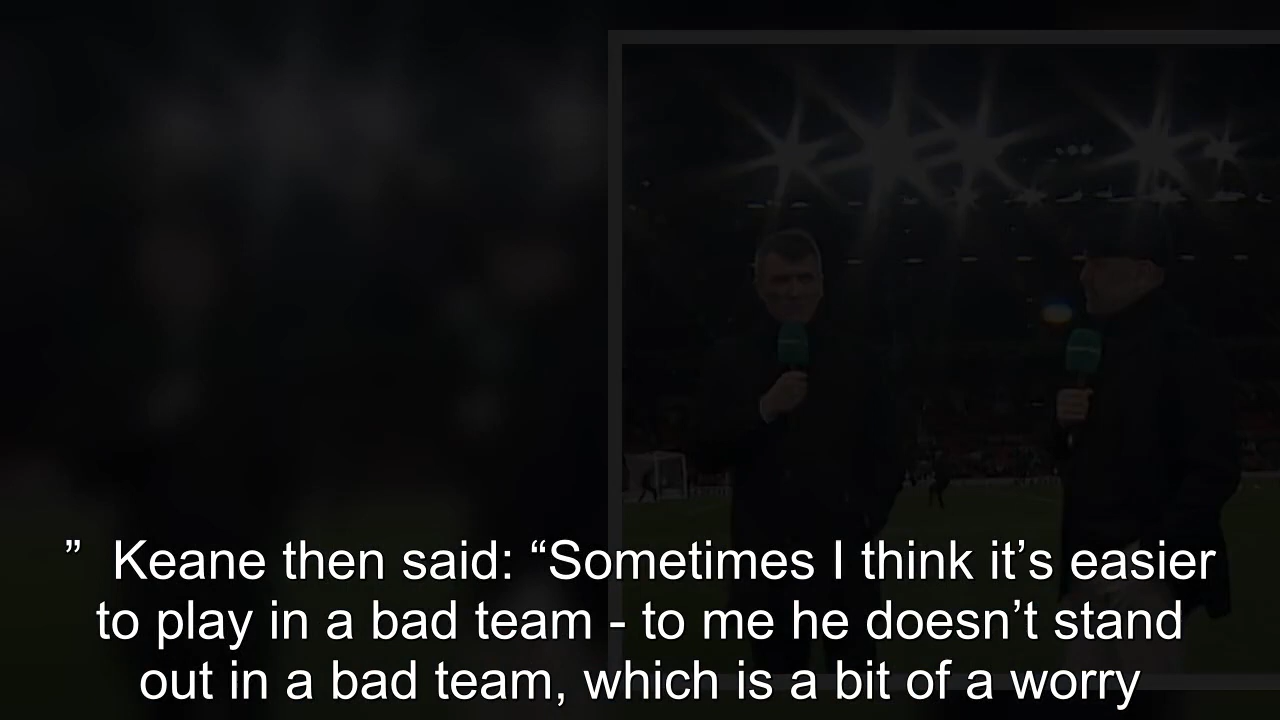 ”  Keane then said: “Sometimes I think it’s easier
to play in a bad team - to me he doesn’t stand
out in a bad team, which is a bit of a worry